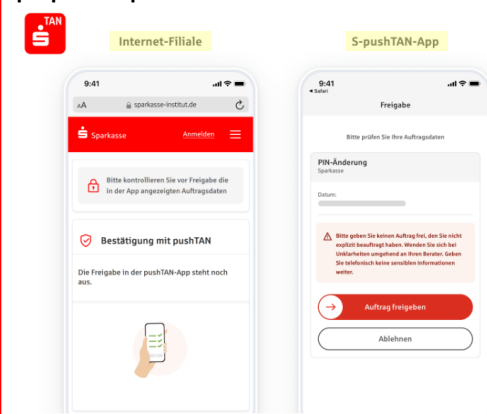 TAN
Internet-Filiale
S-pushTAN-App
9:41
AA
sparkasse-institut.de
Sparkasse
Anmelden
Bitte kontrollieren Sie vor Freigabe die
in der App angezeigten Auftragsdaten
Bestätigung mit pushTAN
Die Freigabe in der pushTAN-App steht noch
aus.
9:41
Safari
Freigabe
Bitte prüfen Sie Ihre Auftragsdaten
PIN-Änderung
Sparkasse
Datum:
Bitte geben Sie keinen Auftrag frei, den Sie nicht
explizit beauftragt haben. Wenden Sie sich bei
Unklarheiten umgehend an Ihren Berater. Geben
Sie telefonisch keine sensiblen Informationen
weiter.
Auftrag freigeben
Ablehnen